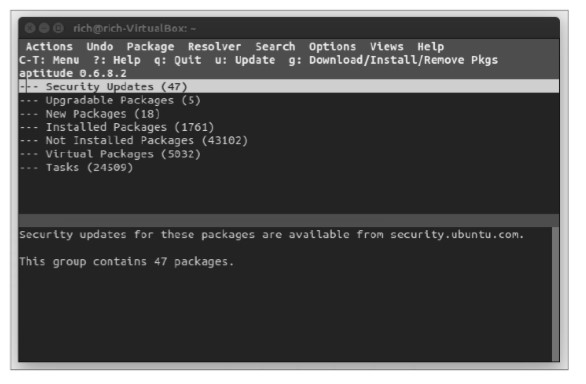 rich@rich-VirtualBox: ~
Actions Undo Package Resolver Search Options Views Help
C-T: Menu ?: Help q: Quit u: Update g: Download/Install/Remove Pkgs
aptitude 0.6.8.2
--- Security Updates (47)
--- Upgradable Packages (5)
--- New Packages (18)
--- Installed Packages (1761)
--- Not Installed Packages (43102)
--- Virtual Packages (5032)
--- Tasks (24509)
Security updates for these packages are available from security.ubuntu.com.
This group contains 47 packages.